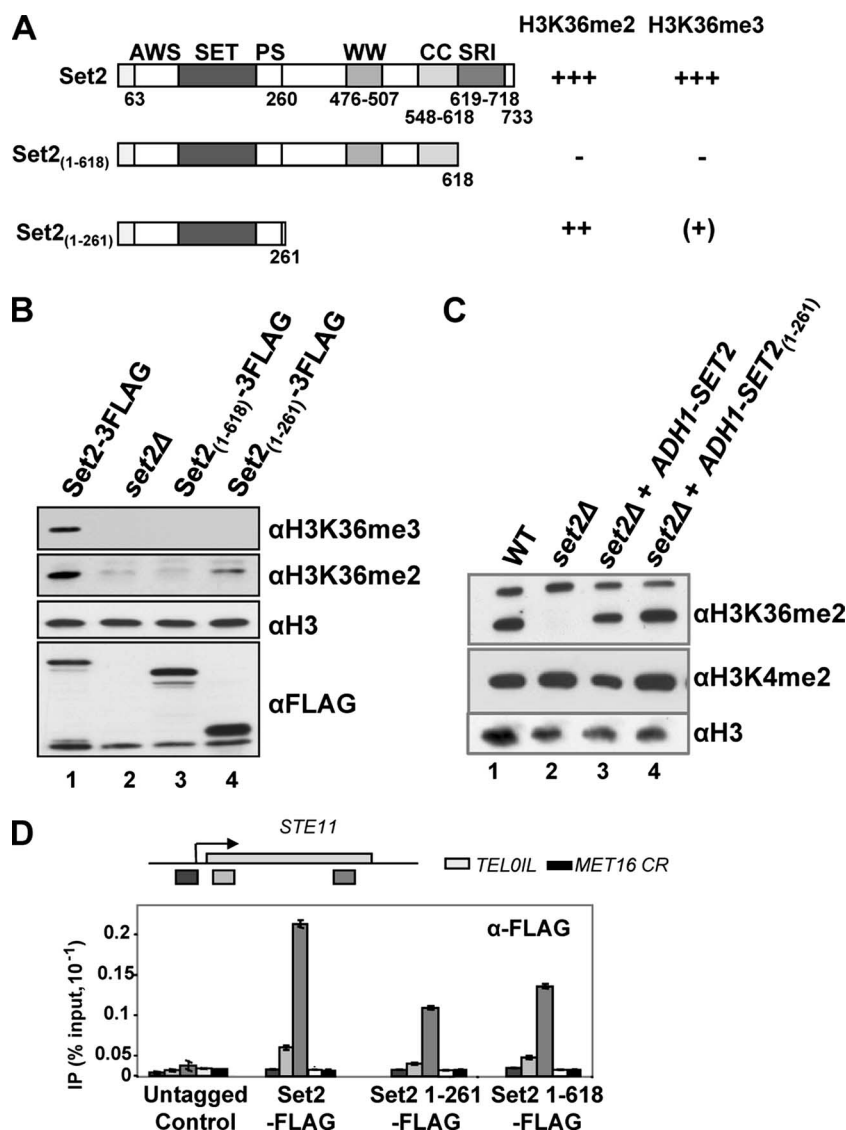 A
H3K36me2 H3K36me3
AWS SET PS WW CC SRI
Set2 +++ +++
63 260 476-507 619-718
548-618 733
Set2(1-618) - -
618
Set2(1-261) ++ (+)
261
B
Set2-3FLAG
set2Δ
Set2(1-618)-3FLAG
Set2(1-261)-3FLAG
αH3K36me3
αH3K36me2
αH3
αFLAG
1 2 3 4
C
WT
set2Δ
set2Δ + ADH1-SET2
set2Δ + ADH1-SET2(1-261)
αH3K36me2
αH3K4me2
αH3
1 2 3 4
D
STE11
TEL0IL MET16 CR
α-FLAG
IP (% input, 10-1)
0.2
0.15
0.1
0.05
0
Untagged Control
Set2 -FLAG
Set2 1-261 -FLAG
Set2 1-618 -FLAG